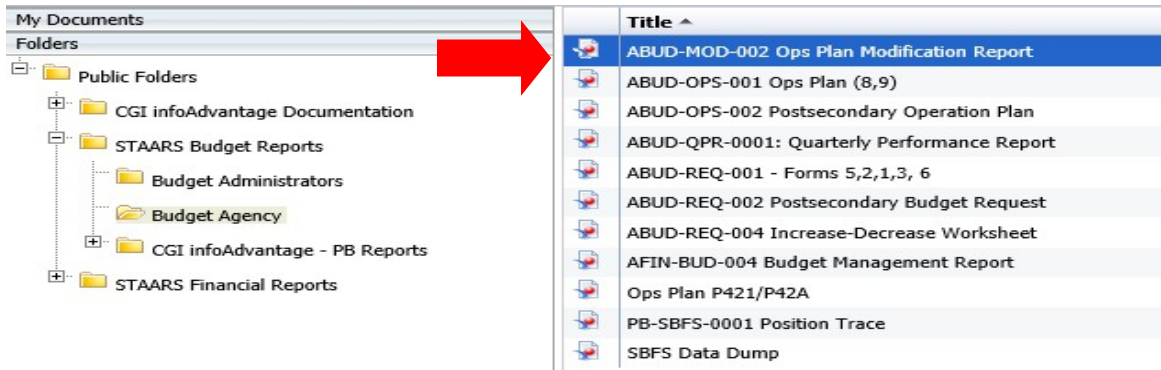 My Documents
Folders
Public Folders
CGI infoAdvantage Documentation
STAARS Budget Reports
Budget Administrators
Budget Agency
CGI infoAdvantage - PB Reports
STAARS Financial Reports
Title
ABUD-MOD-002 Ops Plan Modification Report
ABUD-OPS-001 Ops Plan (8,9)
ABUD-OPS-002 Postsecondary Operation Plan
ABUD-QPR-0001: Quarterly Performance Report
ABUD-REQ-001 - Forms 5,2,1,3, 6
ABUD-REQ-002 Postsecondary Budget Request
ABUD-REQ-004 Increase-Decrease Worksheet
AFIN-BUD-004 Budget Management Report
Ops Plan P421/P42A
PB-SBFS-0001 Position Trace
SBFS Data Dump